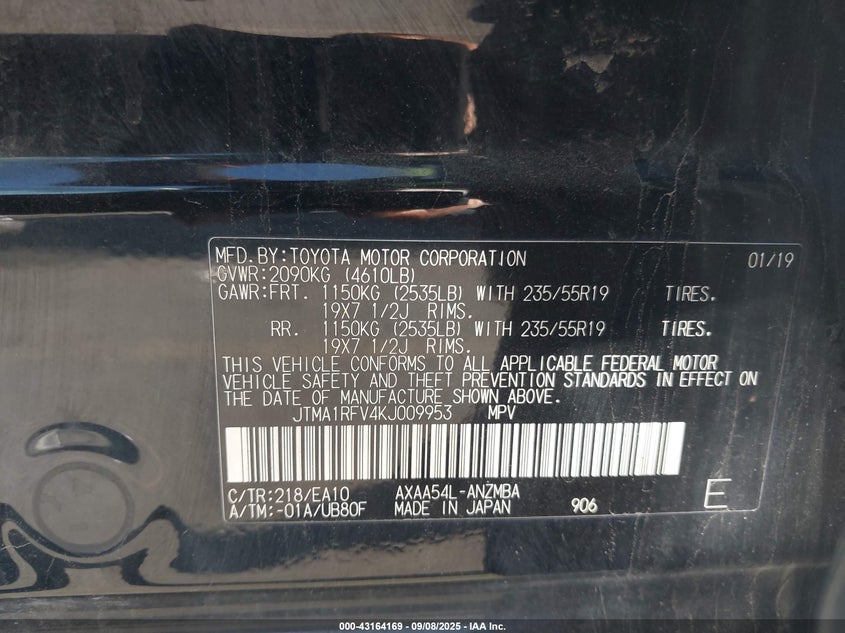 MFD.BY:TOYOTA MOTOR CORPORATION 01/19
GVWR:2090KG (4610LB)
GAWR:FRT. 1150KG (2535LB) WITH 235/55R19 TIRES.
19X7 1/2J RIMS.
RR. 1150KG (2535LB) WITH 235/55R19 TIRES.
19X7 1/2J RIMS.
THIS VEHICLE CONFORMS TO ALL APPLICABLE FEDERAL MOTOR
VEHICLE SAFETY AND THEFT PREVENTION STANDARDS IN EFFECT ON
THE DATE OF MANUFACTURE SHOWN ABOVE.
JTMA1RFV4KJ009953 MPV
C/TR:218/EA10 AXAA54L-ANZMBA
A/TM:-01A/UB80F MADE IN JAPAN 906 E
000-43164169 - 09/08/2025 - IAA Inc.